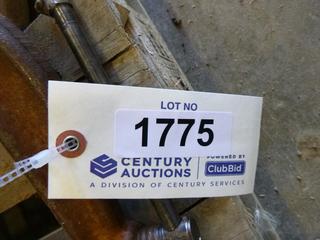 LOT NO
1775
CENTURY
AUCTIONS
POWERED BY
ClubBid
A DIVISION OF CENTURY SERVICES